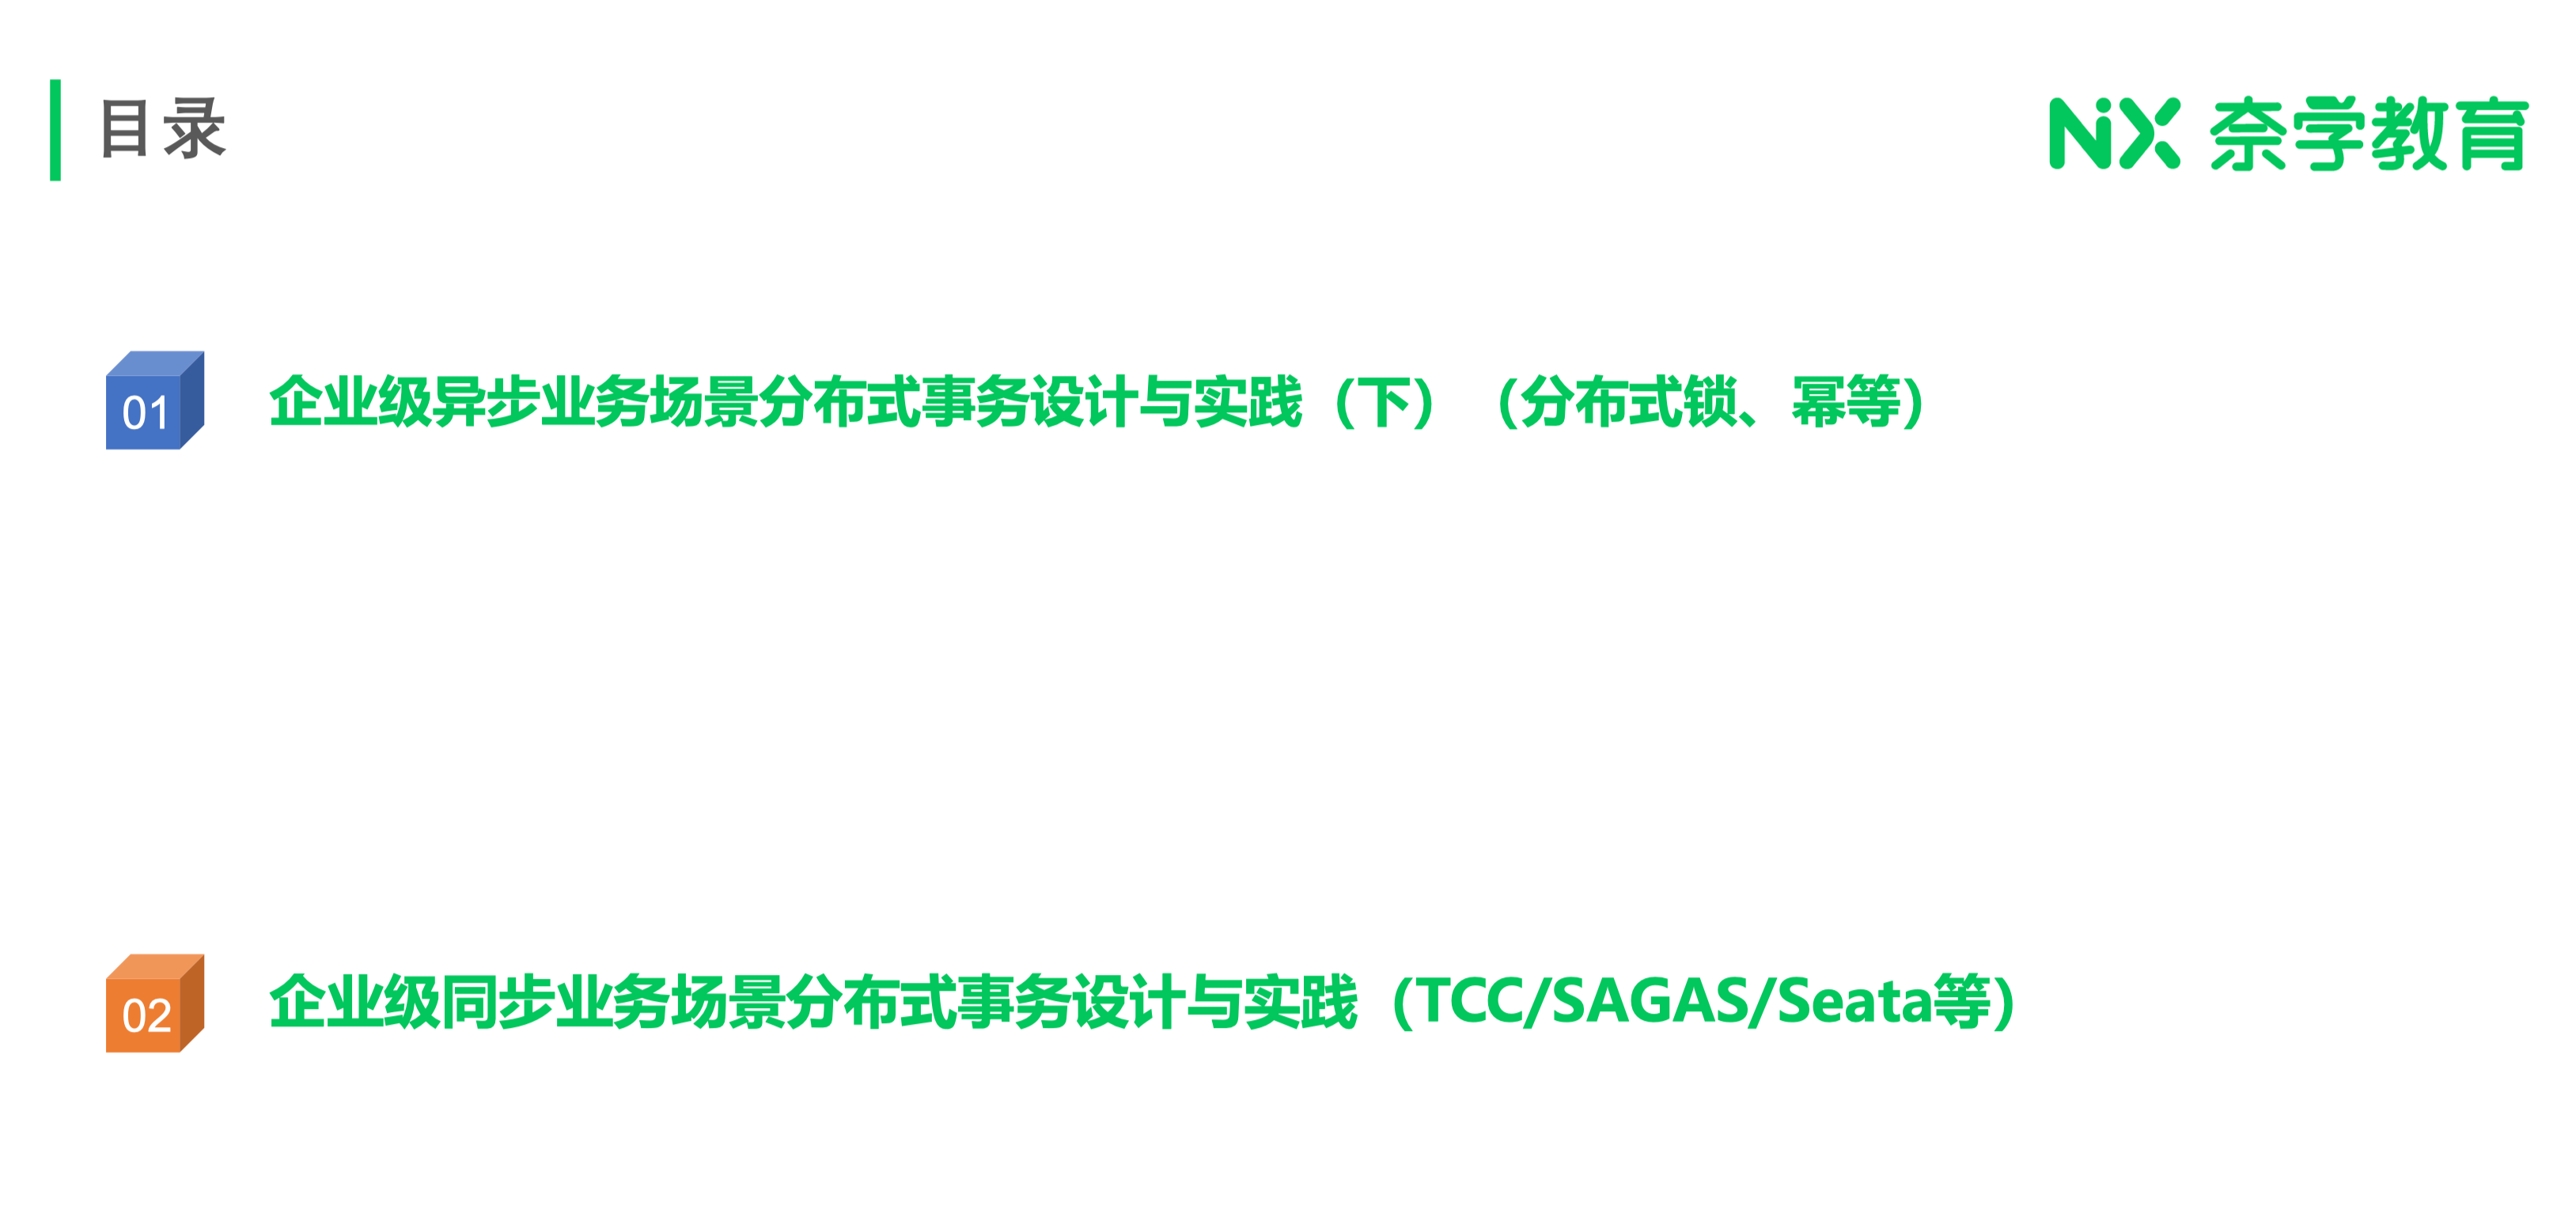 目录
NiX 奈学教育
01
企业级异步业务场景分布式事务设计与实践（下）（分布式锁、幂等）
02
企业级同步业务场景分布式事务设计与实践（TCC/SAGAS/Seata等）